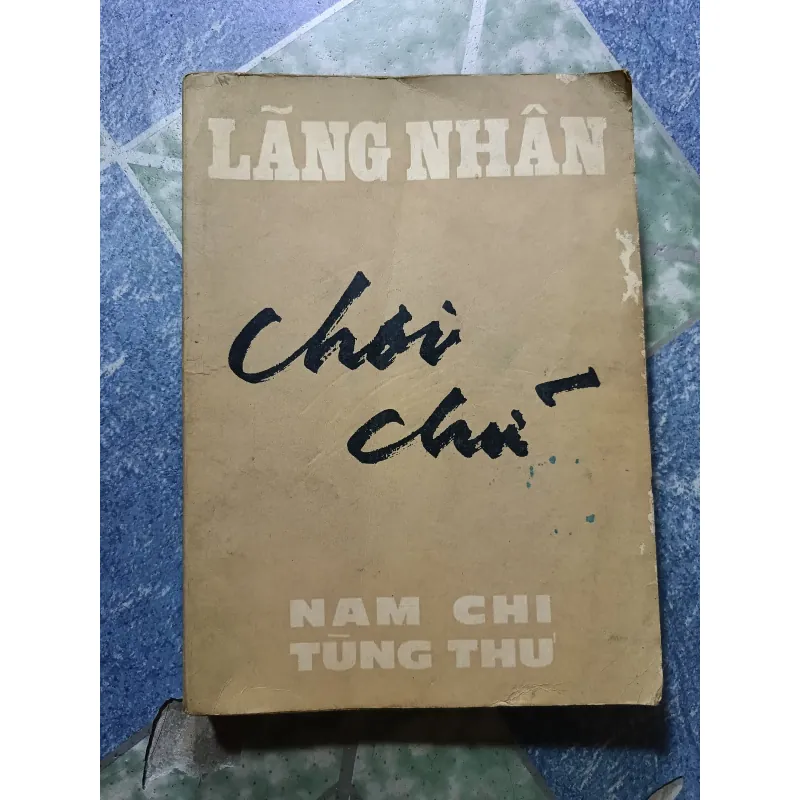 LÃNG NHÂN
Chơi
chữ
NAM CHI
TÙNG THƯ